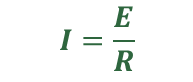 I = E/R